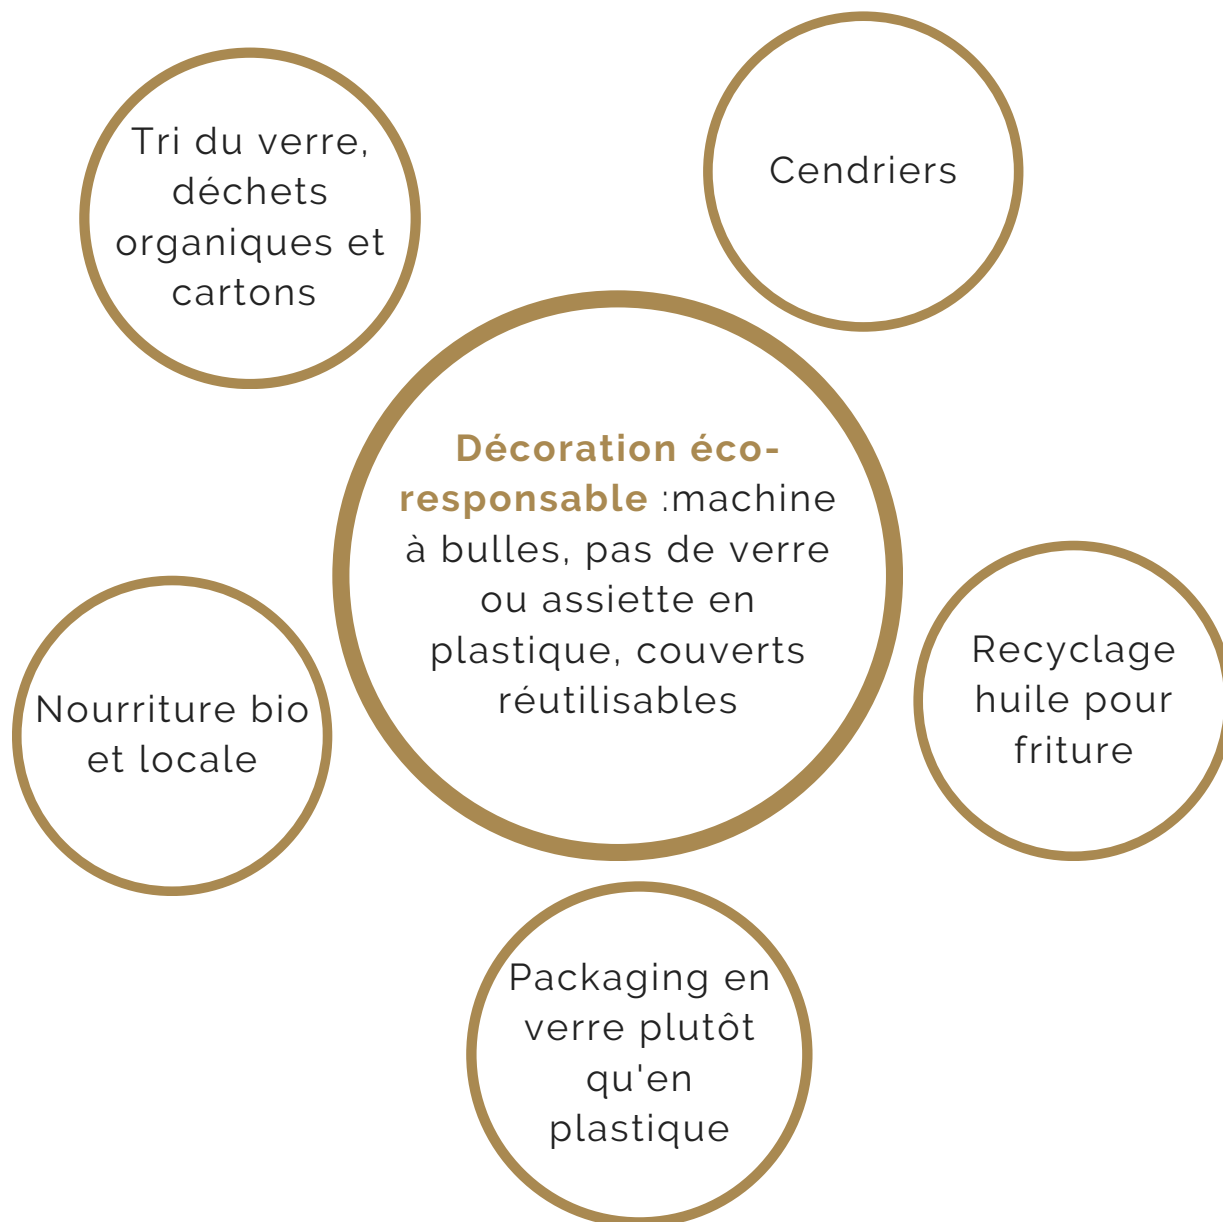 Tri du verre,
déchets
organiques et
cartons
Cendriers
Décoration éco-
responsable :machine
à bulles, pas de verre
ou assiette en
plastique, couverts
réutilisables
Nourriture bio
et locale
Recyclage
huile pour
friture
Packaging en
verre plutôt
qu'en
plastique